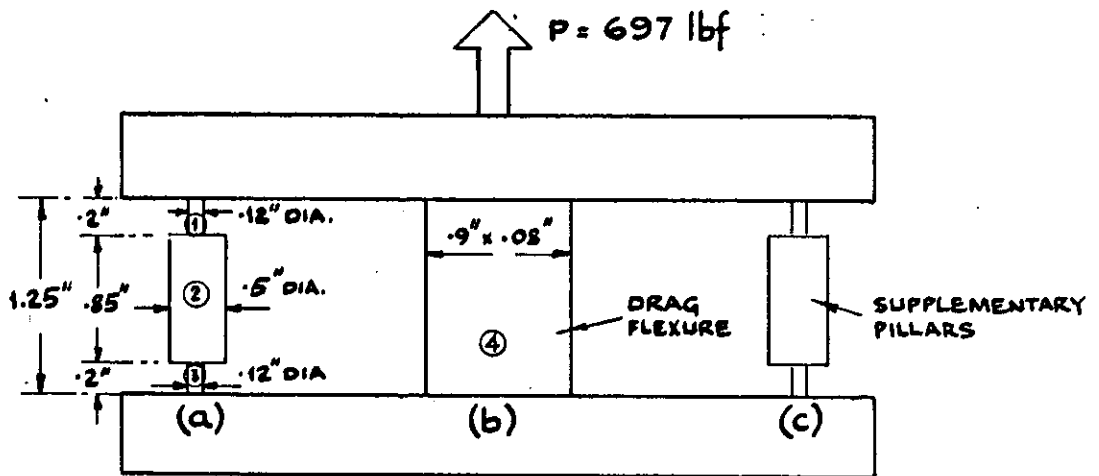 P = 697 lbf
.2"
.12" DIA.
①
.9" x .08"
1.25"
.85"
②
.5" DIA.
DRAG
FLEXURE
SUPPLEMENTARY
PILLARS
④
.2"
③
.12" DIA
(a)
(b)
(c)